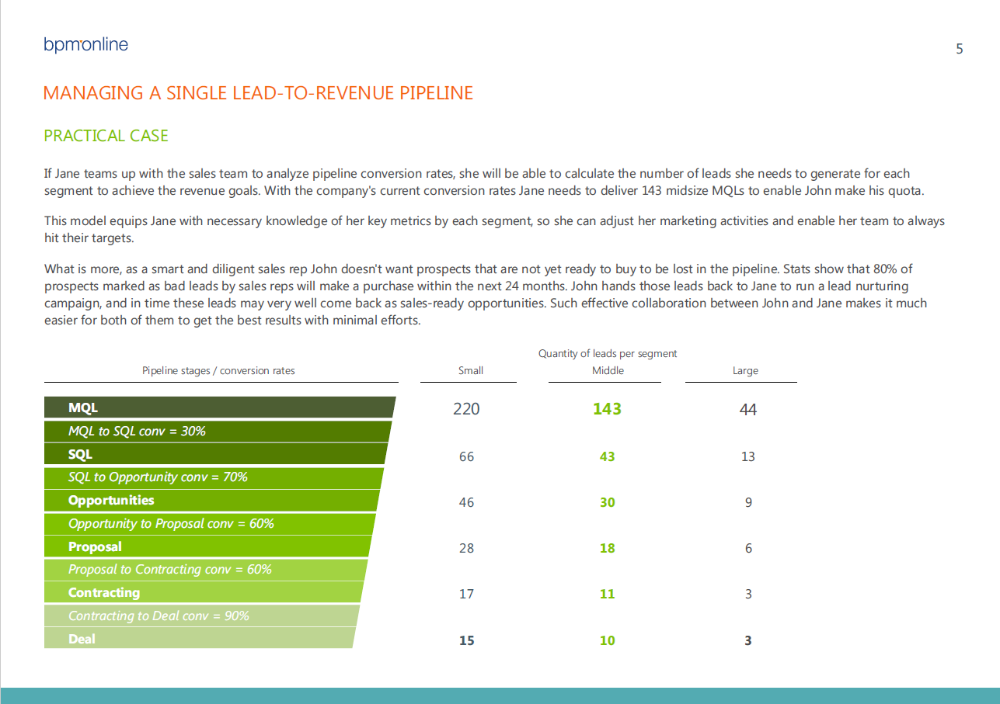 bpm'online
5
MANAGING A SINGLE LEAD-TO-REVENUE PIPELINE
PRACTICAL CASE
If Jane teams up with the sales team to analyze pipeline conversion rates, she will be able to calculate the number of leads she needs to generate for each
segment to achieve the revenue goals. With the company's current conversion rates Jane needs to deliver 143 midsize MQLs to enable John make his quota.
This model equips Jane with necessary knowledge of her key metrics by each segment, so she can adjust her marketing activities and enable her team to always
hit their targets.
What is more, as a smart and diligent sales rep John doesn't want prospects that are not yet ready to buy to be lost in the pipeline. Stats show that 80% of
prospects marked as bad leads by sales reps will make a purchase within the next 24 months. John hands those leads back to Jane to run a lead nurturing
campaign, and in time these leads may very well come back as sales-ready opportunities. Such effective collaboration between John and Jane makes it much
easier for both of them to get the best results with minimal efforts.
Quantity of leads per segment
Pipeline stages / conversion rates Small Middle Large
MQL 220 143 44
MQL to SQL conv = 30%
SQL 66 43 13
SQL to Opportunity conv = 70%
Opportunities 46 30 9
Opportunity to Proposal conv = 60%
Proposal 28 18 6
Proposal to Contracting conv = 60%
Contracting 17 11 3
Contracting to Deal conv = 90%
Deal 15 10 3